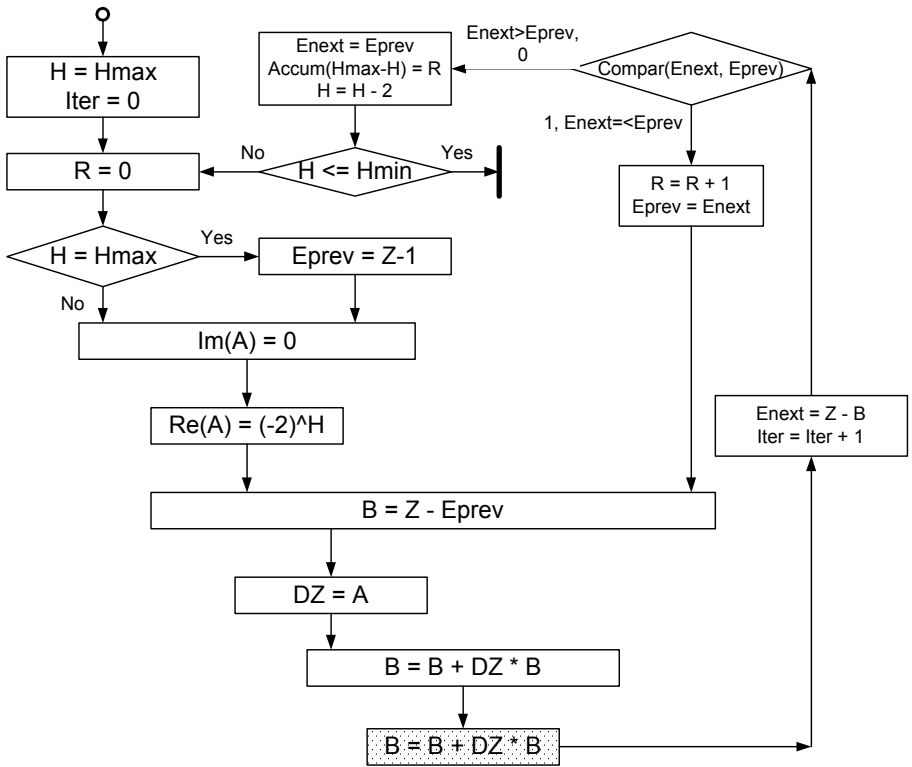 H = Hmax
Iter = 0
R = 0
H = Hmax
Yes
No
Eprev = Z-1
Im(A) = 0
Re(A) = (-2)^H
B = Z - Eprev
DZ = A
B = B + DZ * B
B = B + DZ * B
Enext = Z - B
Iter = Iter + 1
Compar(Enext, Eprev)
Enext>Eprev,
0
1, Enext=<Eprev
R = R + 1
Eprev = Enext
Enext = Eprev
Accum(Hmax-H) = R
H = H - 2
H <= Hmin
No
Yes